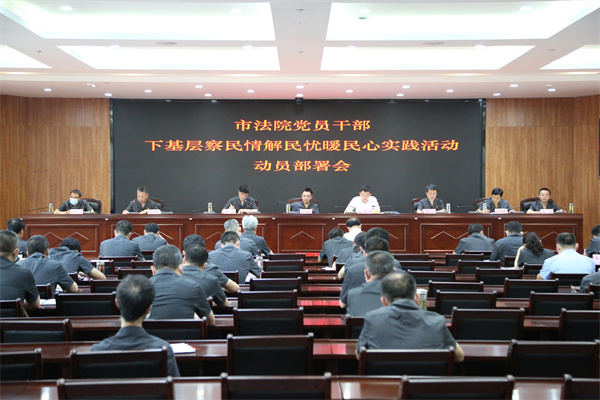 市法院党员干部
下基层察民情解民忧暖民心实践活动
动员部署会